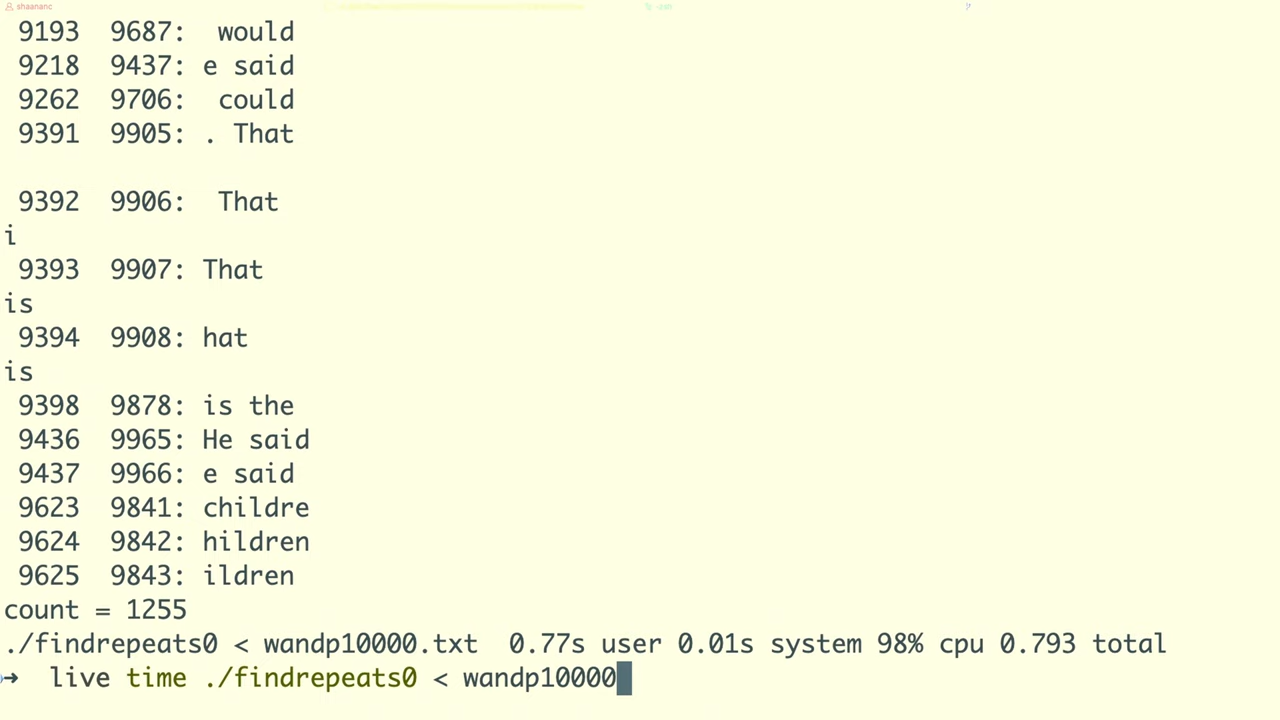 shaananc
-zsh
9193  9687:  would
9218  9437: e said
9262  9706:  could
9391  9905: . That
9392  9906:  That
i
9393  9907: That
is
9394  9908: hat
is
9398  9878: is the
9436  9965: He said
9437  9966: e said
9623  9841: childre
9624  9842: hildren
9625  9843: ildren
count = 1255
./findrepeats0 < wandp10000.txt  0.77s user 0.01s system 98% cpu 0.793 total
→  live time ./findrepeats0 < wandp10000